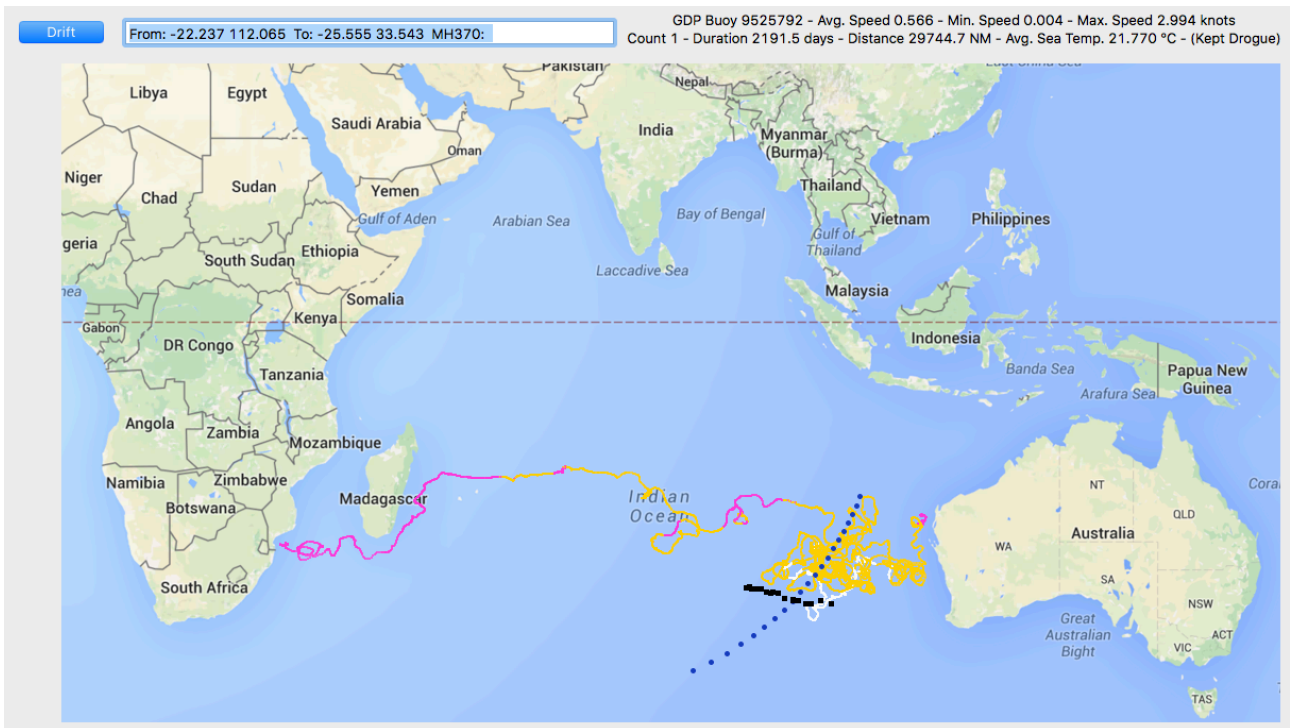 Drift
From: -22.237 112.065 To: -25.555 33.543 MH370:
GDP Buoy 9525792 - Avg. Speed 0.566 - Min. Speed 0.004 - Max. Speed 2.994 knots
Count 1 - Duration 2191.5 days - Distance 29744.7 NM - Avg. Sea Temp. 21.770 °C - (Kept Drogue)
Pakistan
East China Sea
Libya
Egypt
Nepal
Saudi Arabia
India
Myanmar
(Burma)
Oman
Niger
Chad
Sudan
Yemen
Thailand
Gulf of Aden
Arabian Sea
Bay of Bengal
Vietnam
Philippines
geria
South Sudan
Ethiopia
Gulf of
Thailand
Laccadive Sea
Malaysia
nea
Somalia
Kenya
Gabon
DR Congo
Indonesia
Banda Sea
Papua New
Guinea
Tanzania
Arafura Sea
Angola
Zambia
Mozambique
Namibia
Zimbabwe
Madagascar
Botswana
Indian
Ocean
NT
Cora
QLD
Australia
WA
South Africa
SA
NSW
Great
Australian
Bight
ACT
VIC
TAS